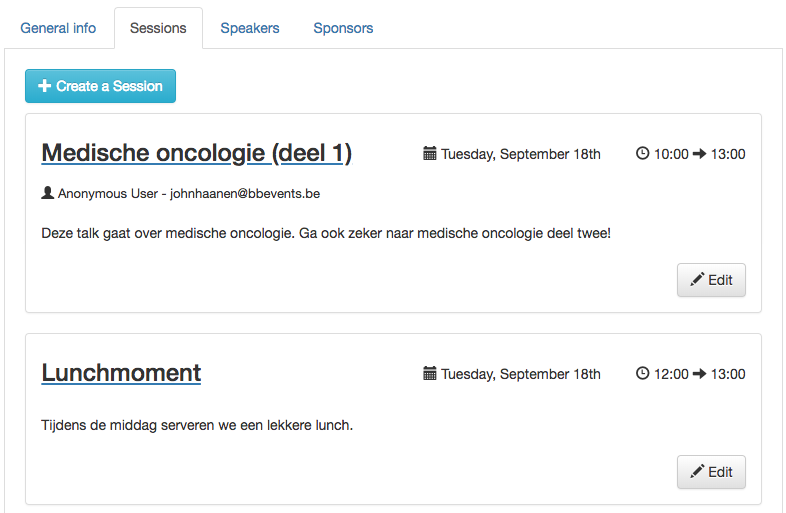 General info Sessions Speakers Sponsors
Create a Session
Medische oncologie (deel 1) Tuesday, September 18th 10:00 13:00
Anonymous User - johnhaanen@bbevents.be
Deze talk gaat over medische oncologie. Ga ook zeker naar medische oncologie deel twee!
Edit
Lunchmoment Tuesday, September 18th 12:00 13:00
Tijdens de middag serveren we een lekkere lunch.
Edit